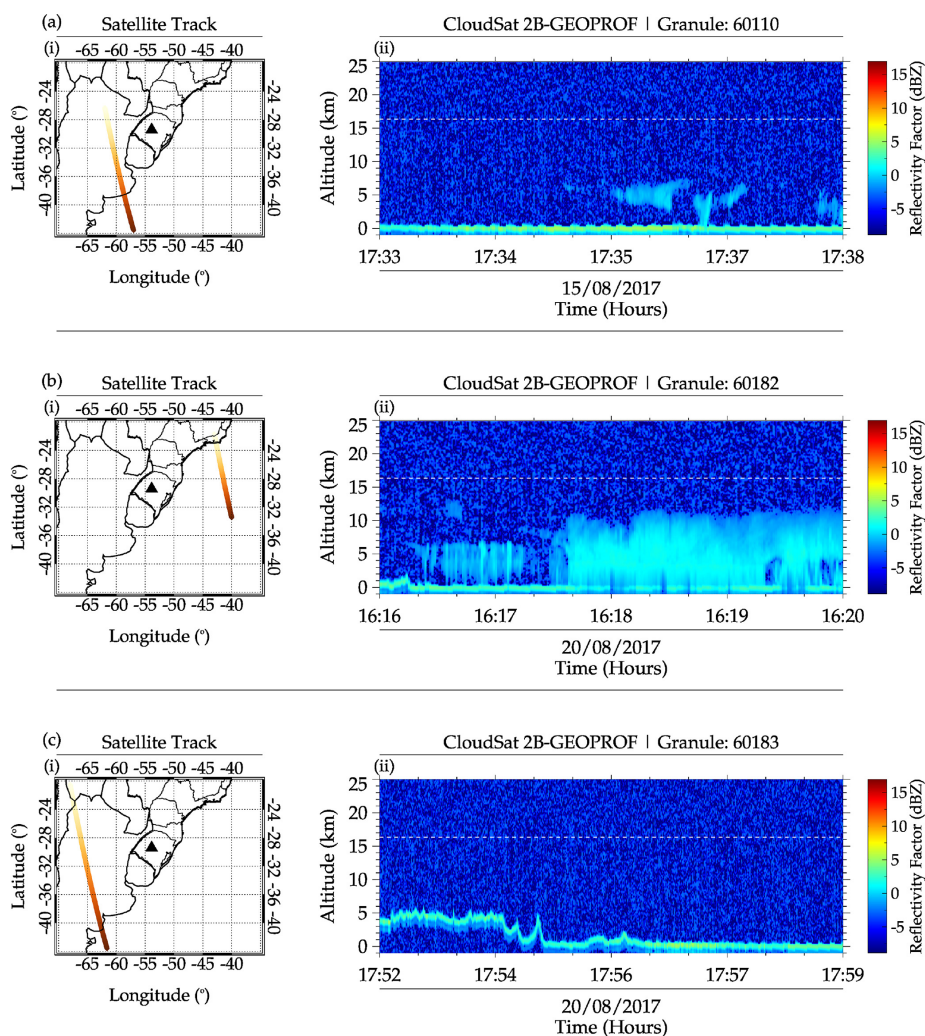 (a)
Satellite Track
CloudSat 2B-GEOPROF | Granule: 60110
(i)
-65 -60 -55 -50 -45 -40
-24 -28 -32 -36 -40
Latitude (°)
-24 -28 -32 -36 -40
-65 -60 -55 -50 -45 -40
Longitude (°)
(ii)
25
20
15
10
5
0
Altitude (km)
17:33 17:34 17:35 17:37 17:38
15/08/2017
Time (Hours)
15
10
5
0
-5
Reflectivity Factor (dBZ)
(b)
Satellite Track
CloudSat 2B-GEOPROF | Granule: 60182
(i)
-65 -60 -55 -50 -45 -40
-24 -28 -32 -36 -40
Latitude (°)
-24 -28 -32 -36 -40
-65 -60 -55 -50 -45 -40
Longitude (°)
(ii)
25
20
15
10
5
0
Altitude (km)
16:16 16:17 16:18 16:19 16:20
20/08/2017
Time (Hours)
15
10
5
0
-5
Reflectivity Factor (dBZ)
(c)
Satellite Track
CloudSat 2B-GEOPROF | Granule: 60183
(i)
-65 -60 -55 -50 -45 -40
-24 -28 -32 -36 -40
Latitude (°)
-24 -28 -32 -36 -40
-65 -60 -55 -50 -45 -40
Longitude (°)
(ii)
25
20
15
10
5
0
Altitude (km)
17:52 17:54 17:56 17:57 17:59
20/08/2017
Time (Hours)
15
10
5
0
-5
Reflectivity Factor (dBZ)